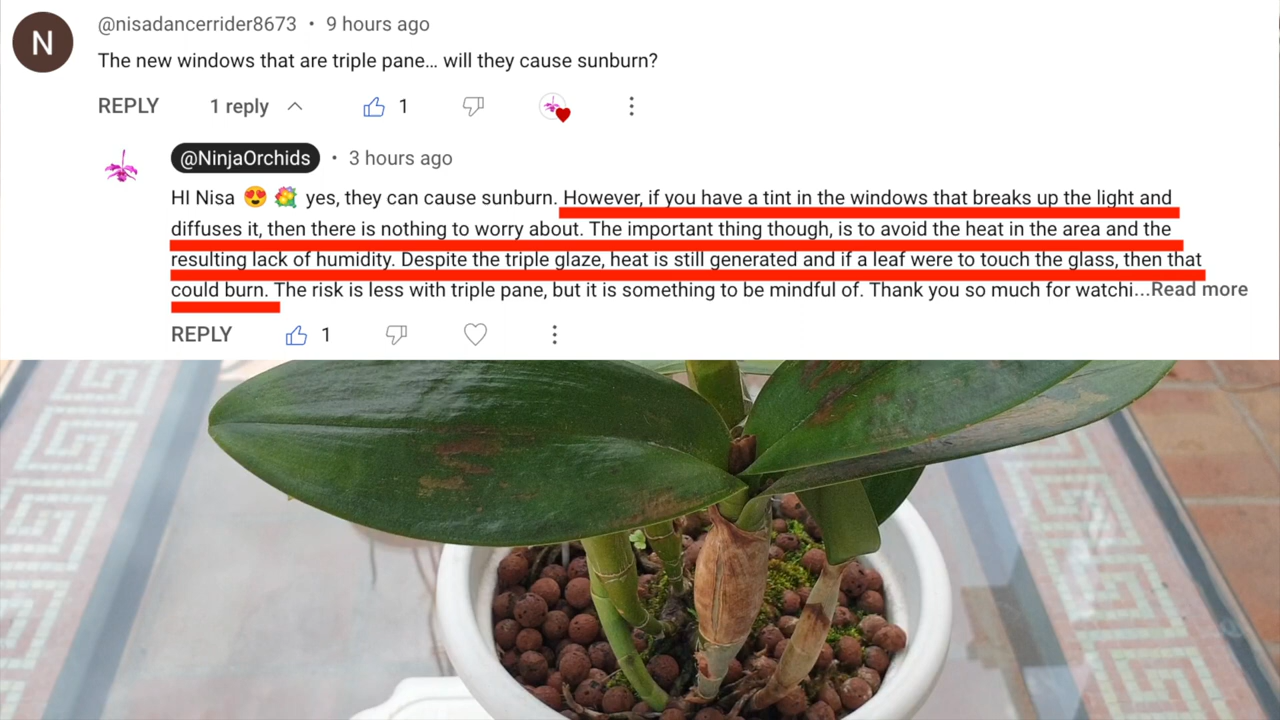 N
@nisadancerrider8673 • 9 hours ago
The new windows that are triple pane... will they cause sunburn?
REPLY 1 reply 1
@NinjaOrchids • 3 hours ago
HI Nisa 😍 💐 yes, they can cause sunburn. However, if you have a tint in the windows that breaks up the light and
diffuses it, then there is nothing to worry about. The important thing though, is to avoid the heat in the area and the
resulting lack of humidity. Despite the triple glaze, heat is still generated and if a leaf were to touch the glass, then that
could burn. The risk is less with triple pane, but it is something to be mindful of. Thank you so much for watchi...Read more
REPLY 1